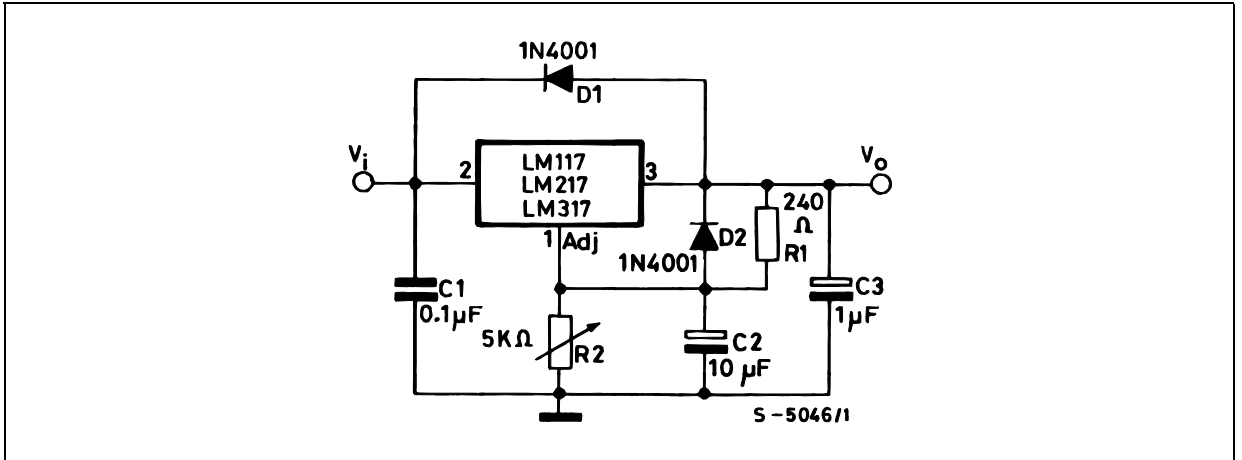 1N4001
D1
Vi
2
LM117
LM217
LM317
3
Vo
1
Adj
D2
1N4001
240
Ω
R1
C1
0.1µF
5KΩ
R2
C2
10 µF
C3
1µF
S-5046/1